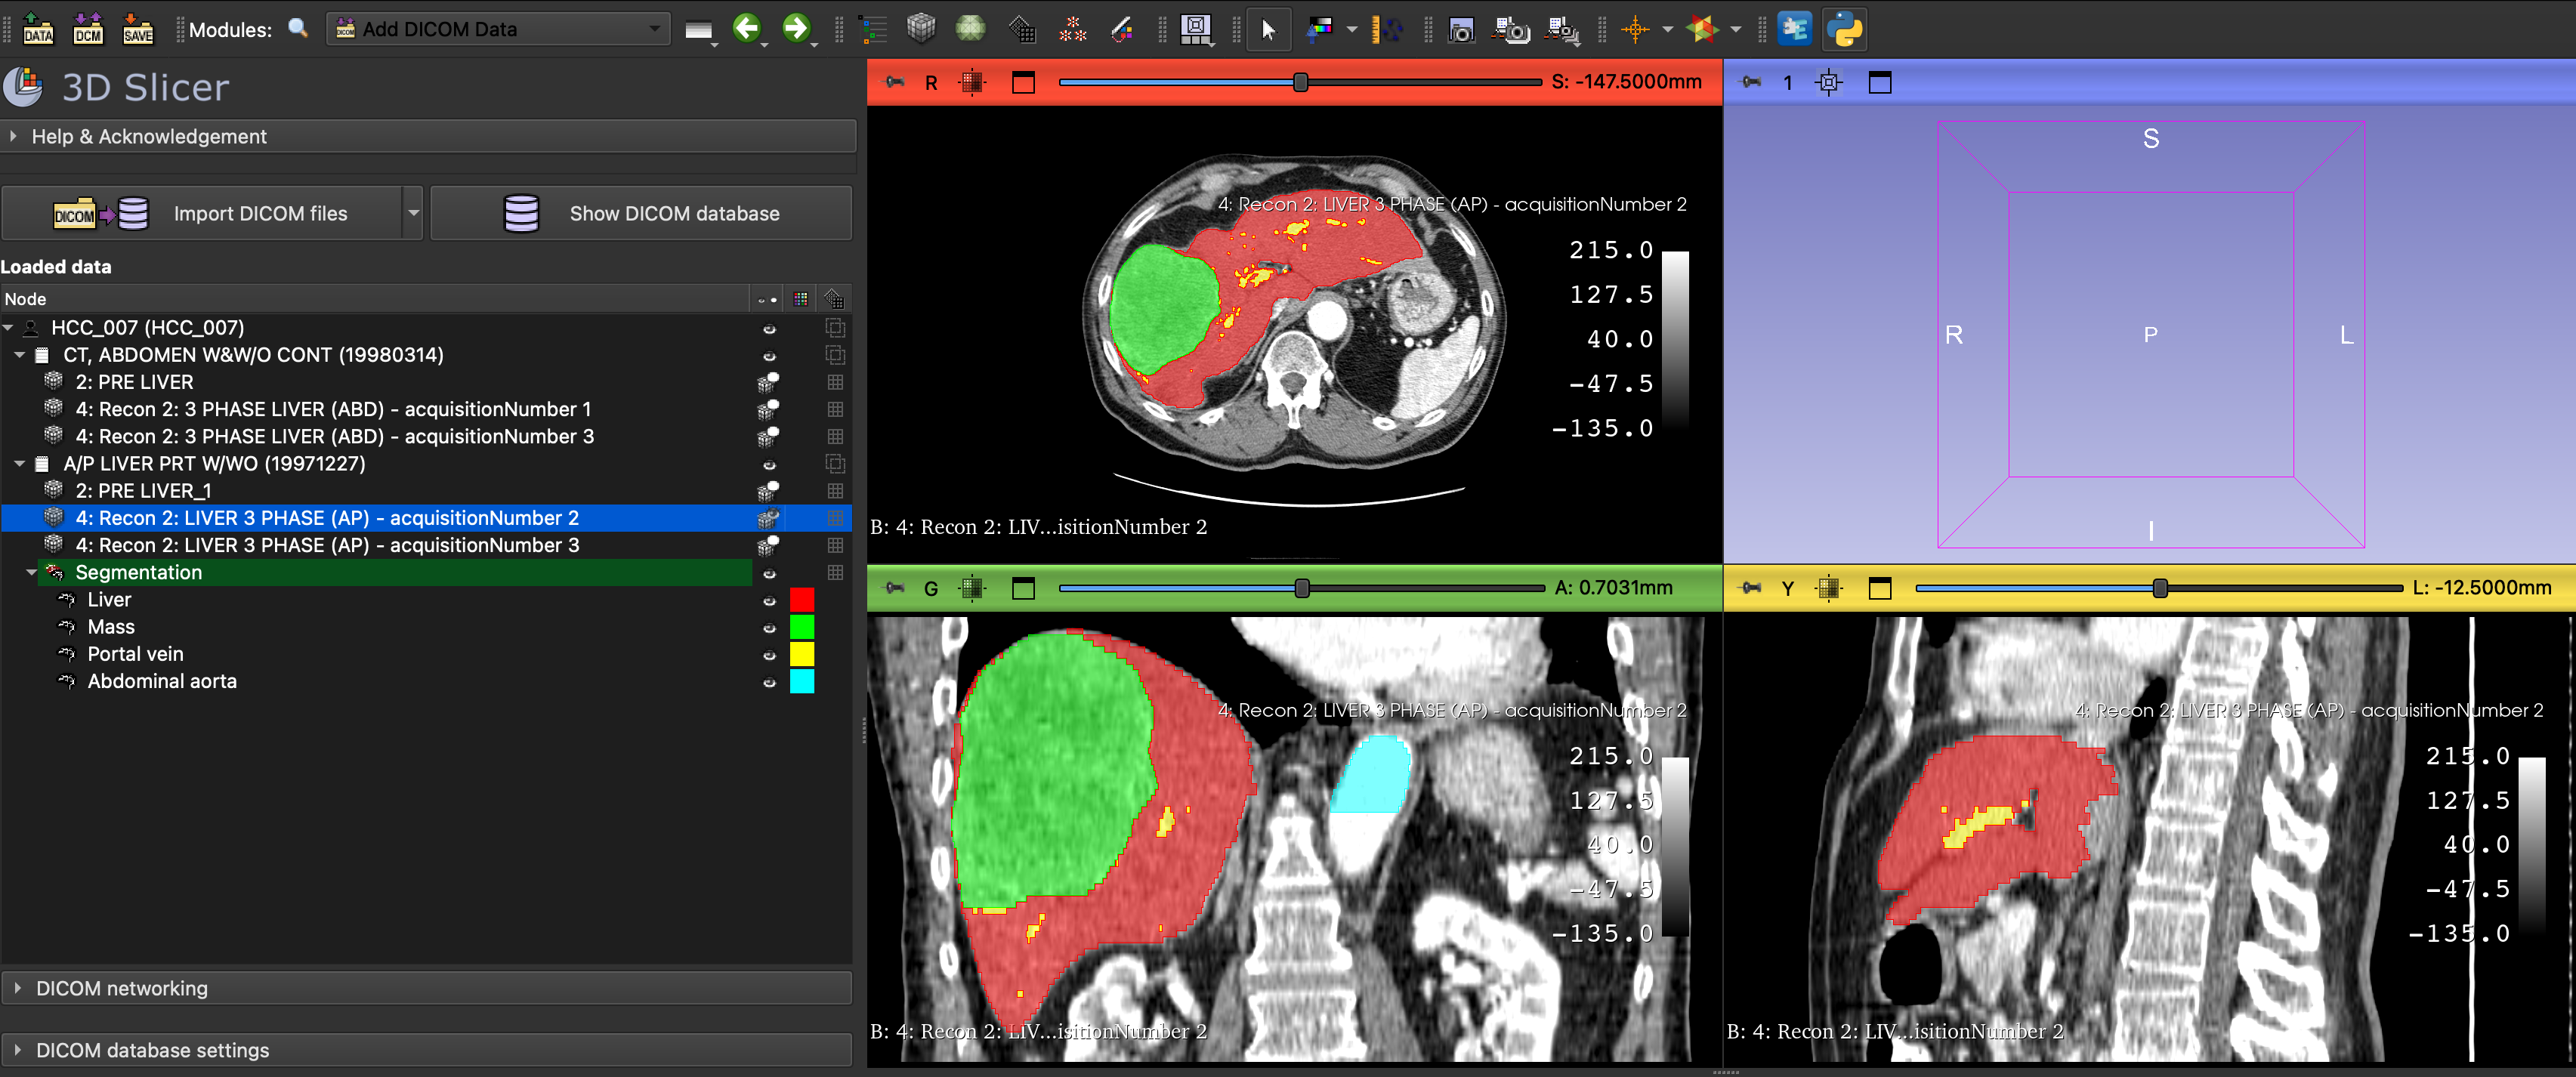 DATA DCM SAVE Modules: DCM Add DICOM Data
3D Slicer
Help & Acknowledgement
DICOM Import DICOM files Show DICOM database
Loaded data
Node
HCC_007 (HCC_007)
CT, ABDOMEN W&W/O CONT (19980314)
2: PRE LIVER
4: Recon 2: 3 PHASE LIVER (ABD) - acquisitionNumber 1
4: Recon 2: 3 PHASE LIVER (ABD) - acquisitionNumber 3
A/P LIVER PRT W/WO (19971227)
2: PRE LIVER_1
4: Recon 2: LIVER 3 PHASE (AP) - acquisitionNumber 2
4: Recon 2: LIVER 3 PHASE (AP) - acquisitionNumber 3
Segmentation
Liver
Mass
Portal vein
Abdominal aorta
DICOM networking
DICOM database settings
R S: -147.5000mm
4: Recon 2: LIVER 3 PHASE (AP) - acquisitionNumber 2
215.0
127.5
40.0
-47.5
-135.0
B: 4: Recon 2: LIV...isitionNumber 2
1
S
R P L
I
G A: 0.7031mm
4: Recon 2: LIVER 3 PHASE (AP) - acquisitionNumber 2
215.0
127.5
40.0
-47.5
-135.0
B: 4: Recon 2: LIV...isitionNumber 2
Y L: -12.5000mm
4: Recon 2: LIVER 3 PHASE (AP) - acquisitionNumber 2
215.0
127.5
40.0
-47.5
-135.0
B: 4: Recon 2: LIV...isitionNumber 2